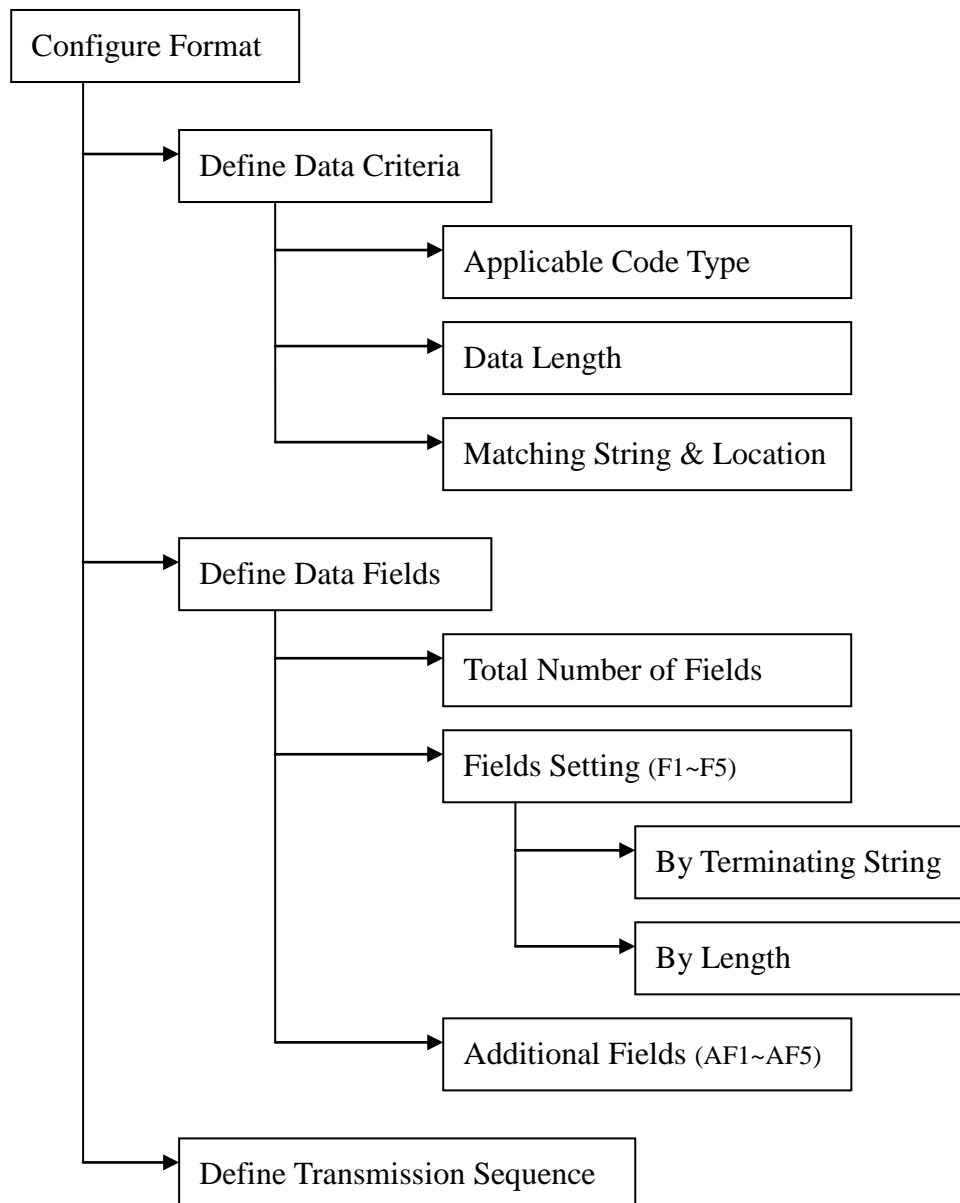 Configure Format
Define Data Criteria
Applicable Code Type
Data Length
Matching String & Location
Define Data Fields
Total Number of Fields
Fields Setting (F1~F5)
By Terminating String
By Length
Additional Fields (AF1~AF5)
Define Transmission Sequence